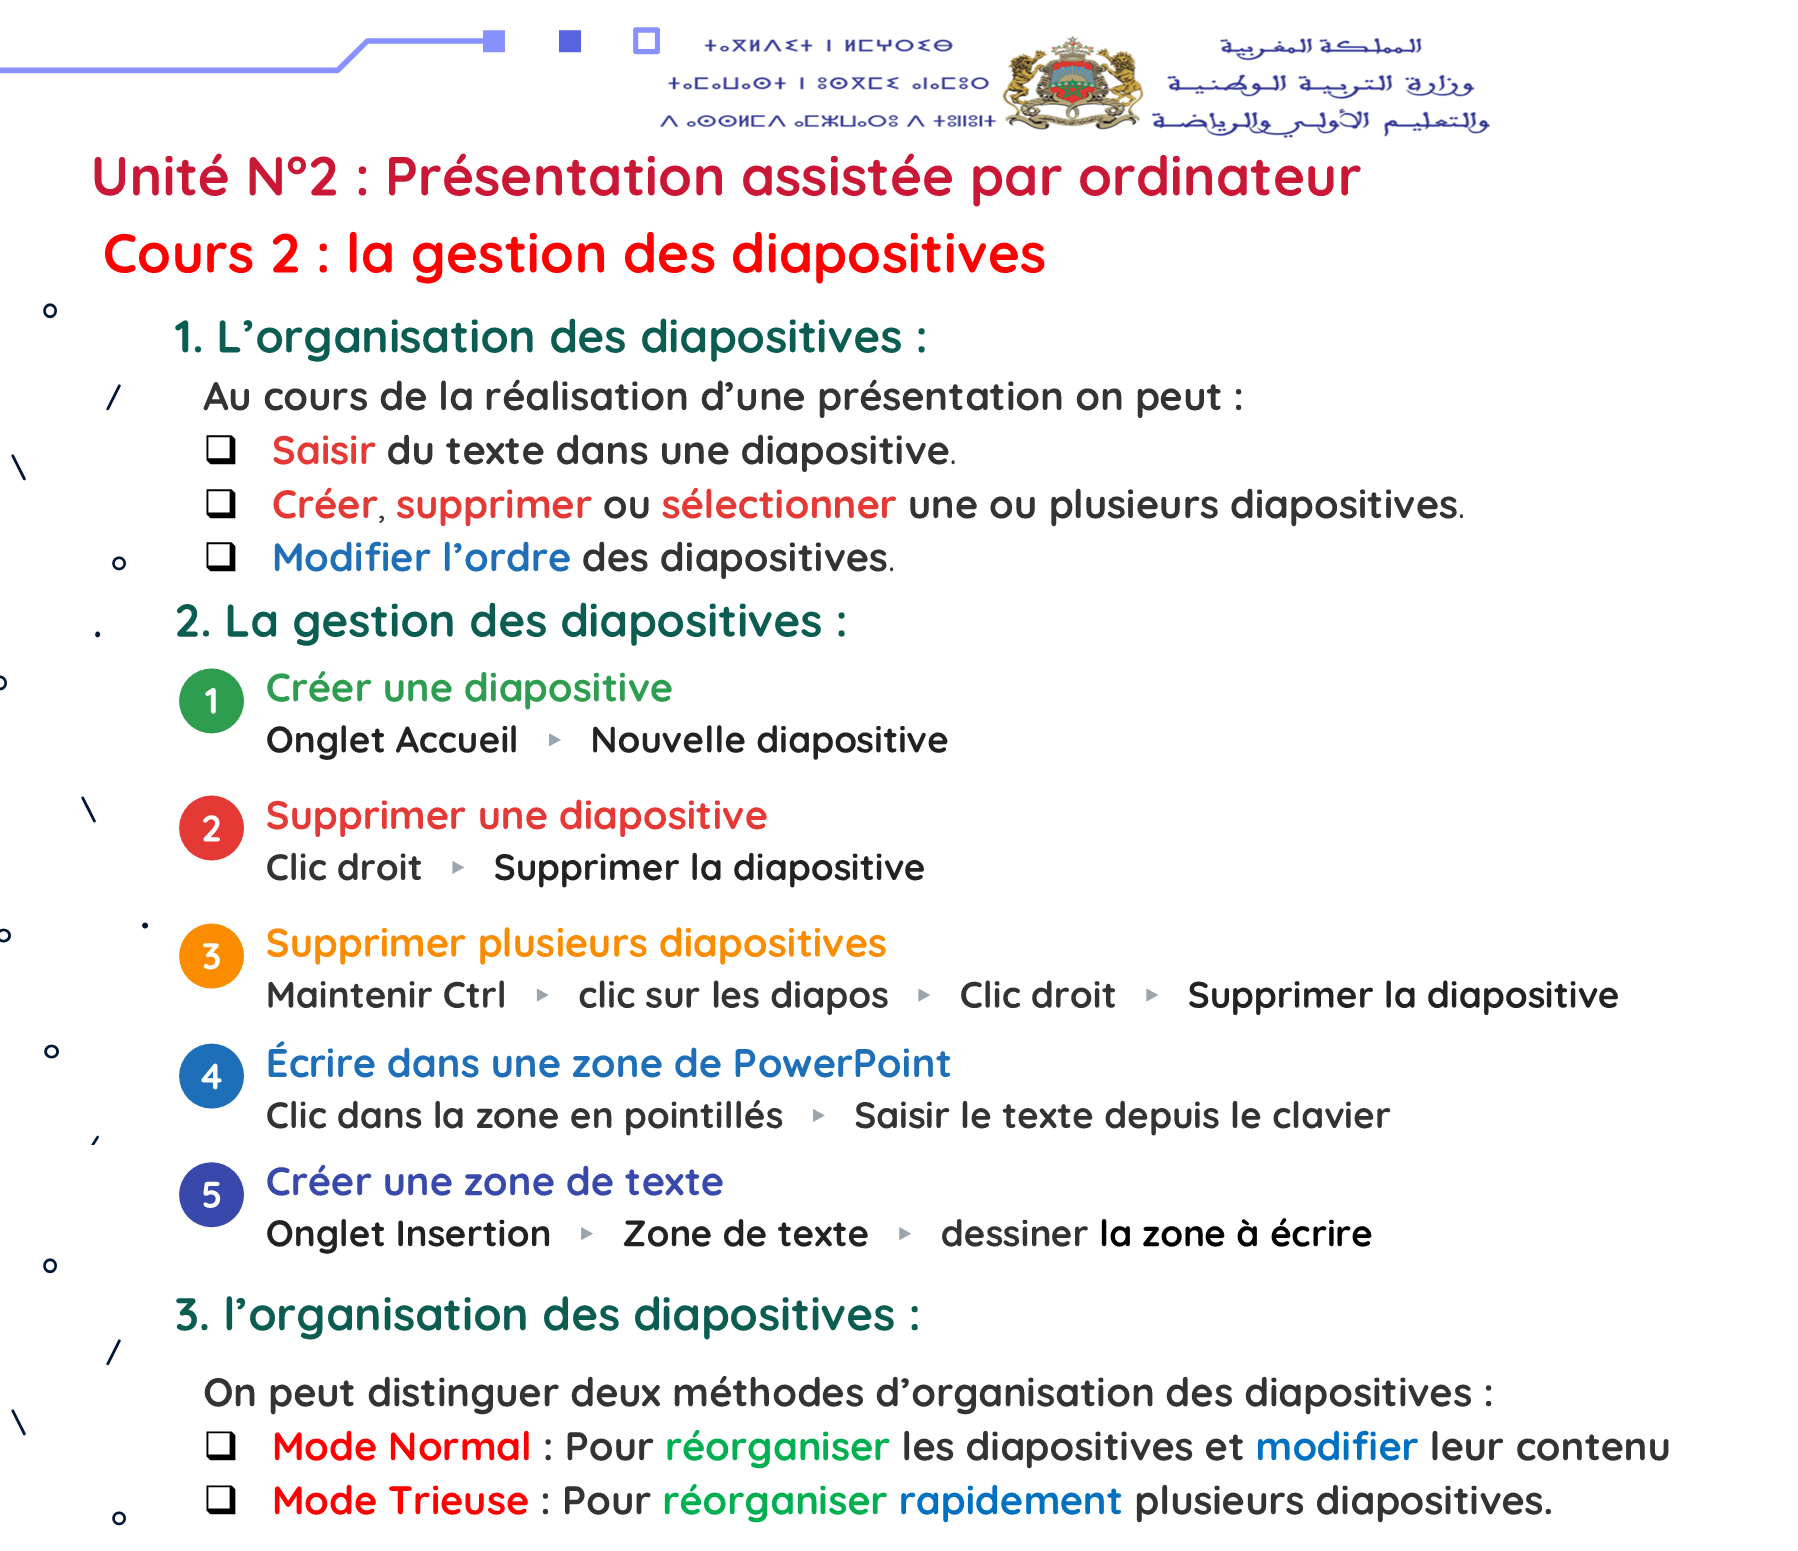 ⵜⴰⴳⵍⴷⵉⵜ ⵏ ⵍⵎⵖⵔⵉⴱ
ⵜⴰⵎⴰⵡⴰⵙⵜ ⵏ ⵓⵙⴳⵎⵉ ⴰⵏⴰⵎⵓⵔ
ⴷ ⴰⵙⵙⵍⵎⴷ ⴰⵎⵣⵡⴰⵔⵓ ⴷ ⵜⵓⵏⵏⵓⵏⵜ
المملكة المغربية
وزارة التربية الوطنية
والتعليم الأولي والرياضة
Unité N°2 : Présentation assistée par ordinateur
Cours 2 : la gestion des diapositives
1. L’organisation des diapositives :
Au cours de la réalisation d’une présentation on peut :
❑ Saisir du texte dans une diapositive.
❑ Créer, supprimer ou sélectionner une ou plusieurs diapositives.
❑ Modifier l’ordre des diapositives.
2. La gestion des diapositives :
1 Créer une diapositive
Onglet Accueil ▸ Nouvelle diapositive
2 Supprimer une diapositive
Clic droit ▸ Supprimer la diapositive
3 Supprimer plusieurs diapositives
Maintenir Ctrl ▸ clic sur les diapos ▸ Clic droit ▸ Supprimer la diapositive
4 Écrire dans une zone de PowerPoint
Clic dans la zone en pointillés ▸ Saisir le texte depuis le clavier
5 Créer une zone de texte
Onglet Insertion ▸ Zone de texte ▸ dessiner la zone à écrire
3. l’organisation des diapositives :
On peut distinguer deux méthodes d’organisation des diapositives :
❑ Mode Normal : Pour réorganiser les diapositives et modifier leur contenu
❑ Mode Trieuse : Pour réorganiser rapidement plusieurs diapositives.